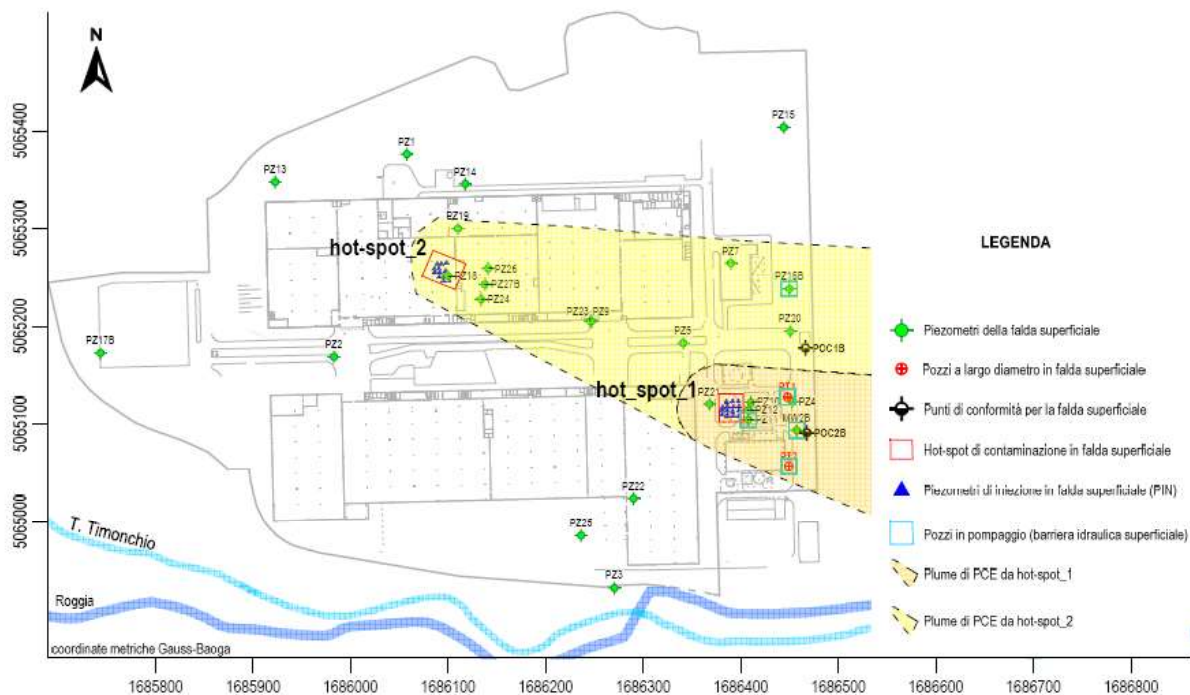 N
5065400
5065300
5065200
5065100
5065000
PZ15
PZ1
PZ14
PZ13
PZ19
hot-spot_2
PZ18
PZ26
PZ27B
PZ24
PZ7
PZ16B
PZ23 PZ9
PZ20
PZ5
POC1B
PZ17B
PZ2
hot_spot_1
PZ21
PZ10
PZ12
PZ4
MW2B
POC2B
PZ22
PZ25
PZ3
T. Timonchio
Roggia
coordinate metriche Gauss-Baoga
1685800 1685900 1686000 1686100 1686200 1686300 1686400 1686500 1686600 1686700 1686800
LEGENDA
Piezometri della falda superficiale
Pozzi a largo diametro in falda superficiale
Punti di conformità per la falda superficiale
Hot-spot di contaminazione in falda superficiale
Piezometri di iniezione in falda superficiale (PIN)
Pozzi in pompaggio (barriera idraulica superficiale)
Plume di PCE da hot-spot_1
Plume di PCE da hot-spot_2